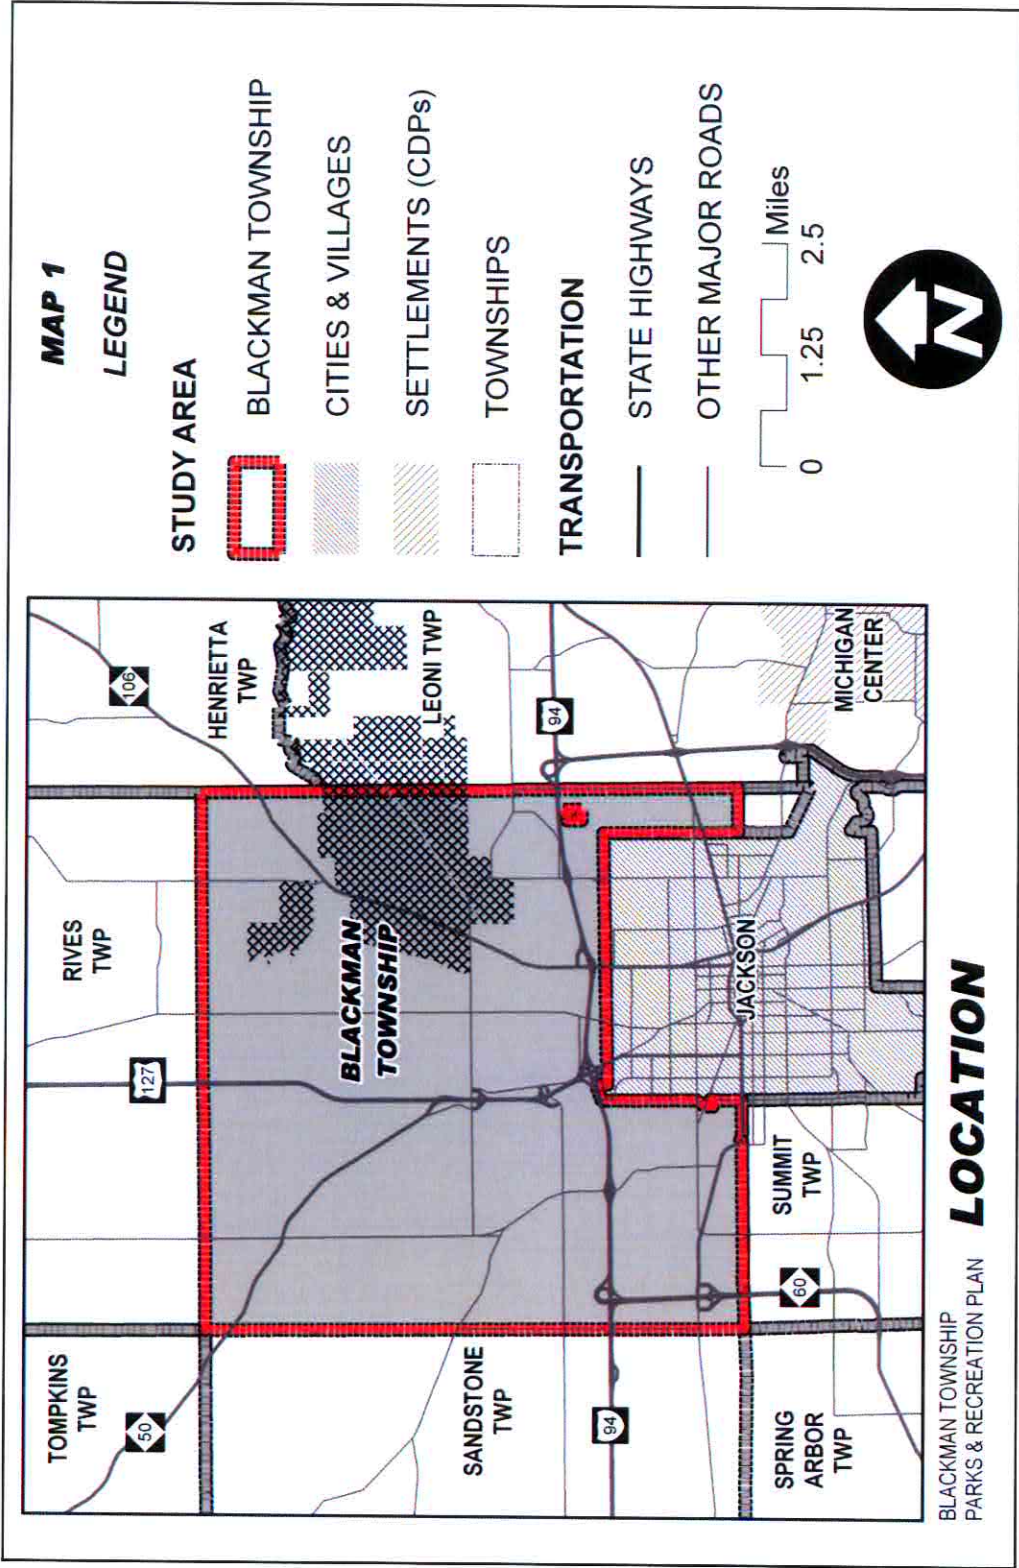 MAP 1
LEGEND
STUDY AREA
BLACKMAN TOWNSHIP
CITIES & VILLAGES
SETTLEMENTS (CDPs)
TOWNSHIPS
TRANSPORTATION
STATE HIGHWAYS
OTHER MAJOR ROADS
Miles
0 1.25 2.5
N
TOMPKINS
TWP
50
127
RIVES
TWP
106
HENRIETTA
TWP
BLACKMAN
TOWNSHIP
LEONI TWP
SANDSTONE
TWP
94
94
SPRING
ARBOR
TWP
60
SUMMIT
TWP
JACKSON
MICHIGAN
CENTER
BLACKMAN TOWNSHIP
PARKS & RECREATION PLAN
LOCATION